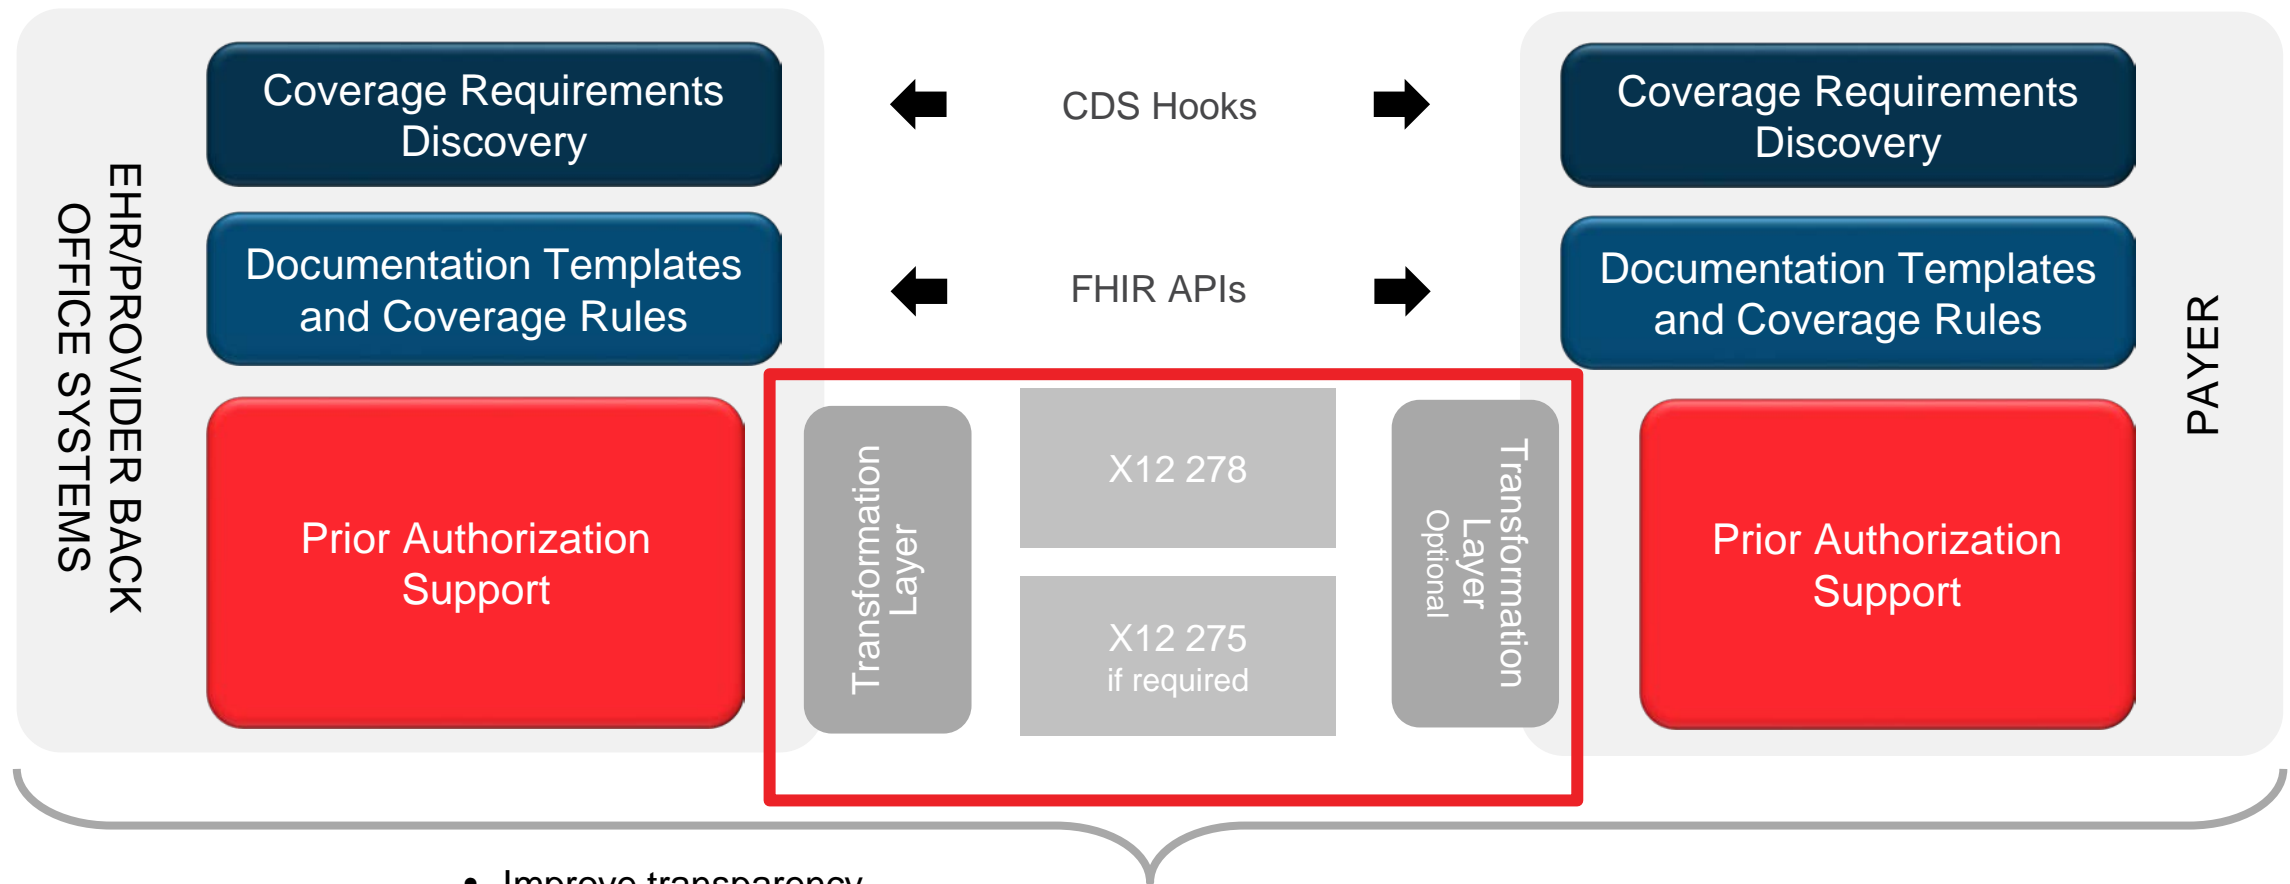 EHR/PROVIDER BACK
OFFICE SYSTEMS
Coverage Requirements
Discovery
Documentation Templates
and Coverage Rules
Prior Authorization
Support
CDS Hooks
FHIR APIs
Transformation
Layer
X12 278
X12 275
if required
Transformation
Layer
Optional
Coverage Requirements
Discovery
Documentation Templates
and Coverage Rules
Prior Authorization
Support
PAYER
• Improve transparency